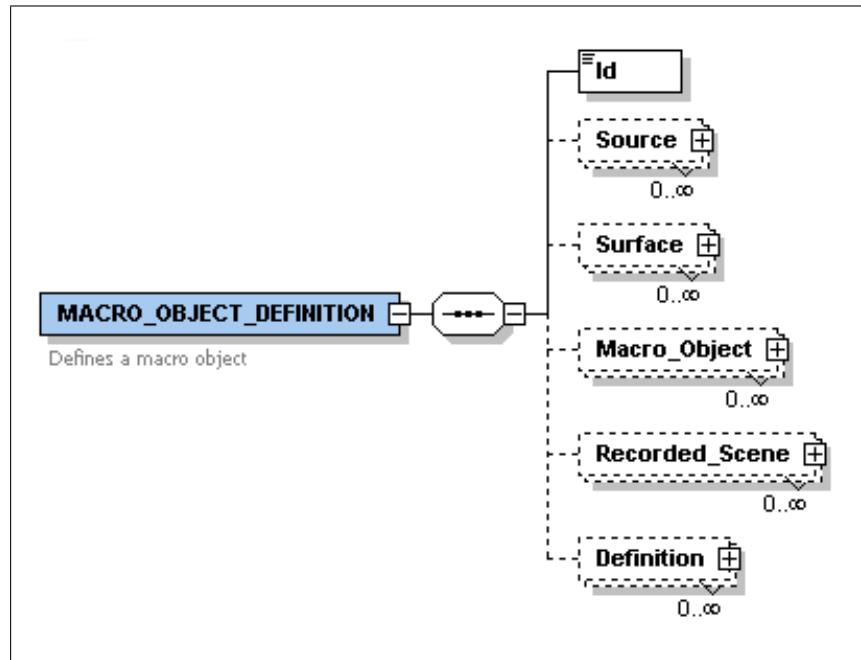 Id
Source
0..∞
Surface
0..∞
MACRO_OBJECT_DEFINITION
Defines a macro object
Macro_Object
0..∞
Recorded_Scene
0..∞
Definition
0..∞